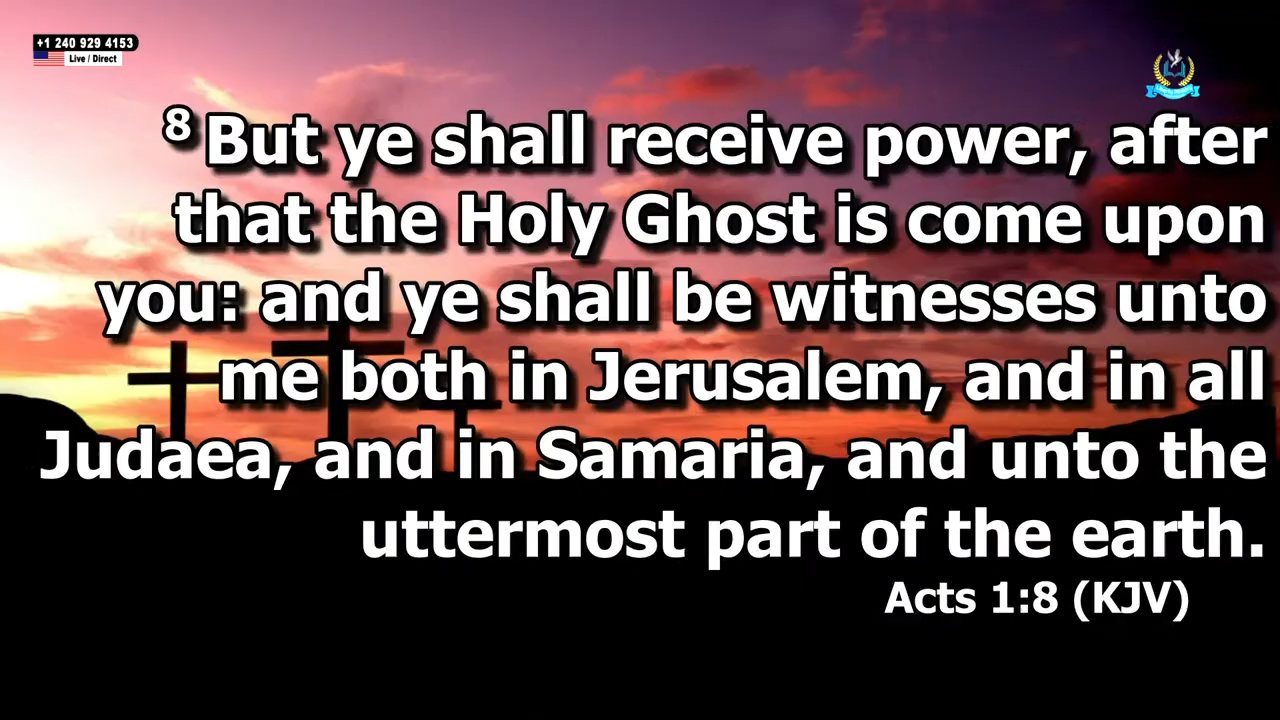 +1 240 929 4153
Live / Direct
8 But ye shall receive power, after
that the Holy Ghost is come upon
you: and ye shall be witnesses unto
me both in Jerusalem, and in all
Judaea, and in Samaria, and unto the
uttermost part of the earth.
Acts 1:8 (KJV)